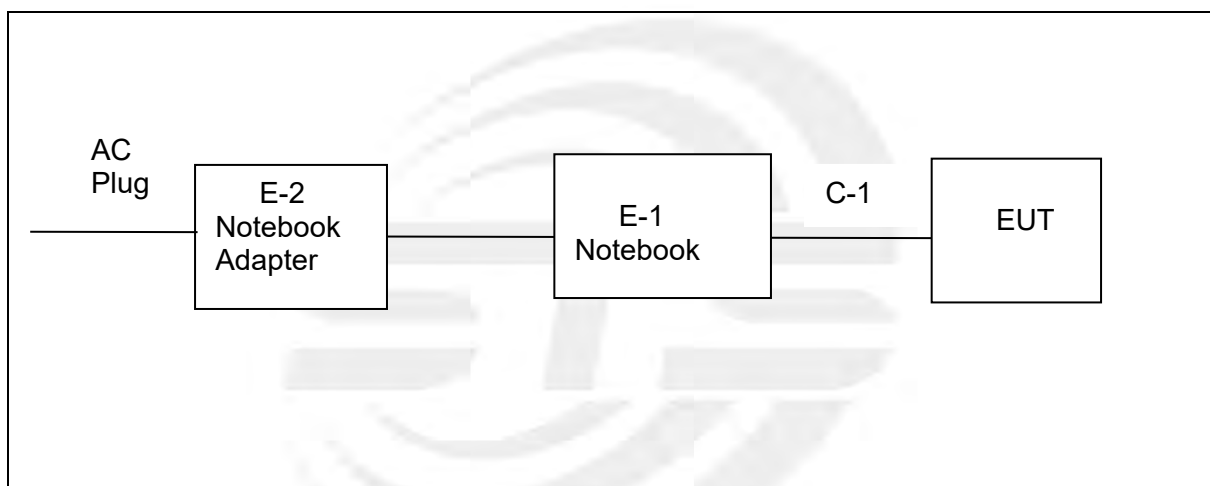 AC
Plug
E-2
Notebook
Adapter
E-1
Notebook
C-1
EUT